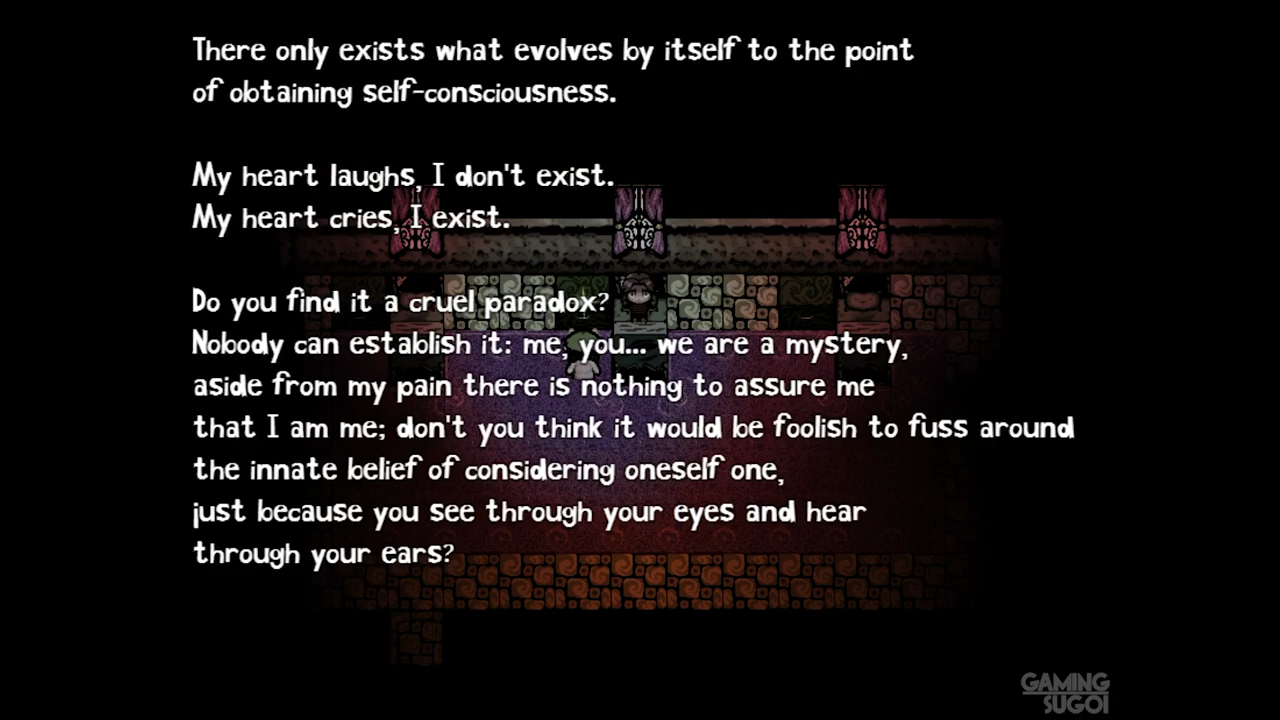 There only exists what evolves by itself to the point
of obtaining self-consciousness.
My heart laughs, I don't exist.
My heart cries, I exist.
Do you find it a cruel paradox?
Nobody can establish it: me, you... we are a mystery,
aside from my pain there is nothing to assure me
that I am me; don't you think it would be foolish to fuss around
the innate belief of considering oneself one,
just because you see through your eyes and hear
through your ears?
GAMING
SUGOI